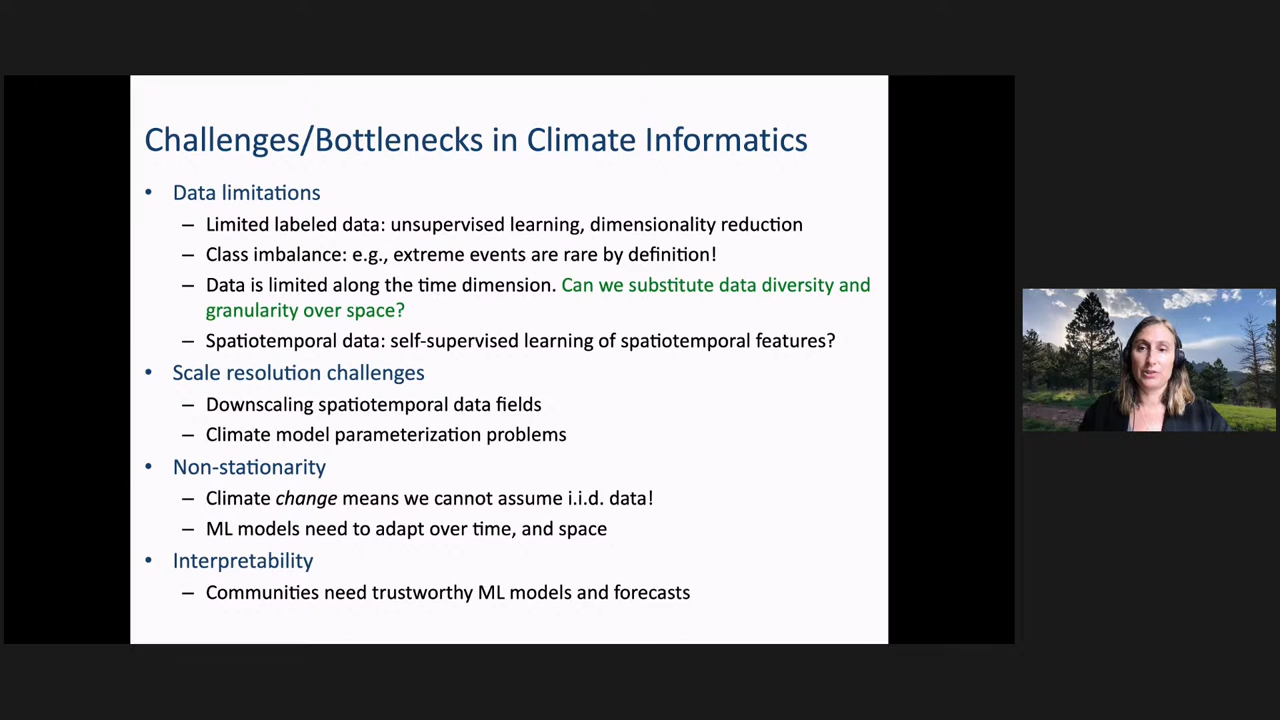 Challenges/Bottlenecks in Climate Informatics
• Data limitations
– Limited labeled data: unsupervised learning, dimensionality reduction
– Class imbalance: e.g., extreme events are rare by definition!
– Data is limited along the time dimension. Can we substitute data diversity and
granularity over space?
– Spatiotemporal data: self-supervised learning of spatiotemporal features?
• Scale resolution challenges
– Downscaling spatiotemporal data fields
– Climate model parameterization problems
• Non-stationarity
– Climate change means we cannot assume i.i.d. data!
– ML models need to adapt over time, and space
• Interpretability
– Communities need trustworthy ML models and forecasts